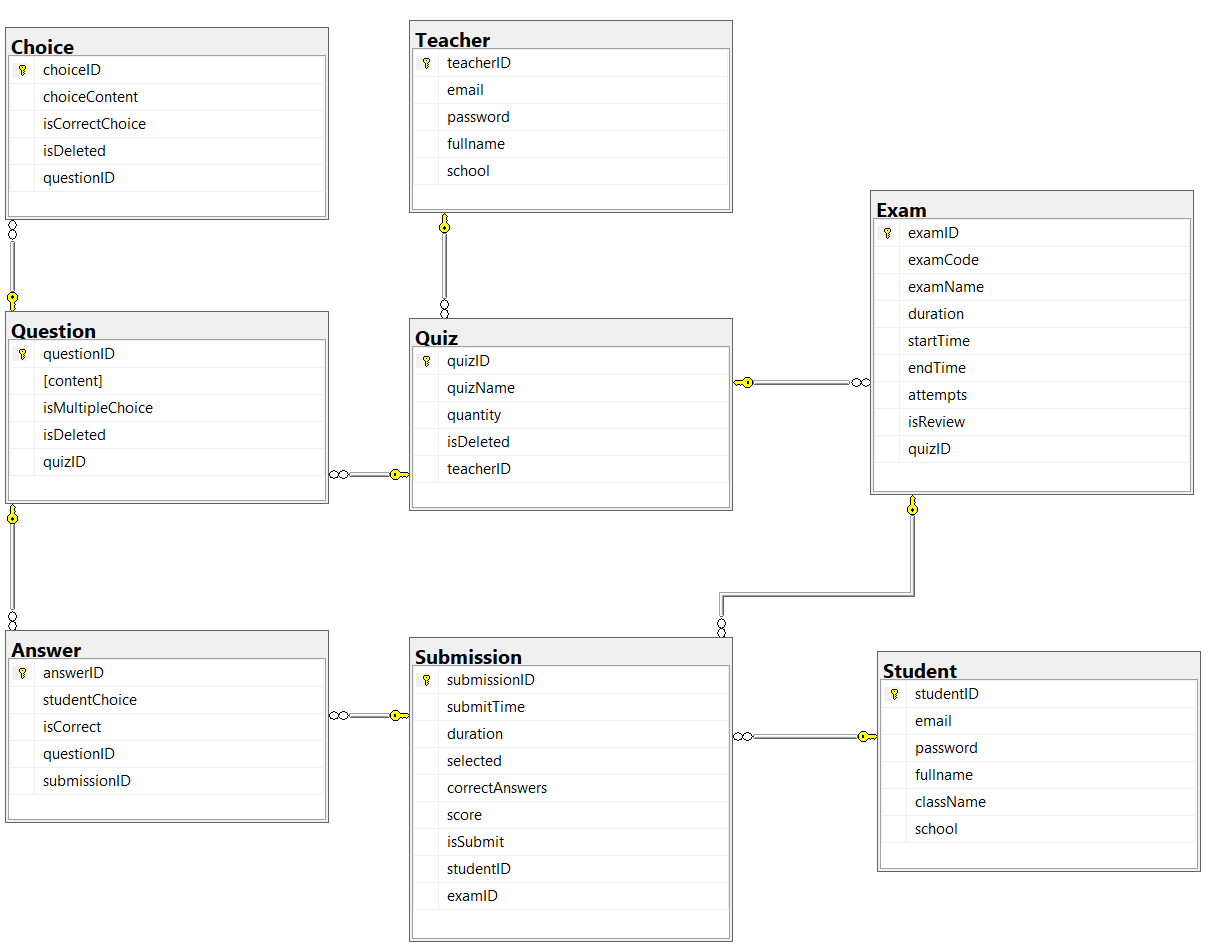 Choice
choiceID
choiceContent
isCorrectChoice
isDeleted
questionID
Teacher
teacherID
email
password
fullname
school
Exam
examID
examCode
examName
duration
startTime
endTime
attempts
isReview
quizID
Question
questionID
[content]
isMultipleChoice
isDeleted
quizID
Quiz
quizID
quizName
quantity
isDeleted
teacherID
Answer
answerID
studentChoice
isCorrect
questionID
submissionID
Submission
submissionID
submitTime
duration
selected
correctAnswers
score
isSubmit
studentID
examID
Student
studentID
email
password
fullname
className
school